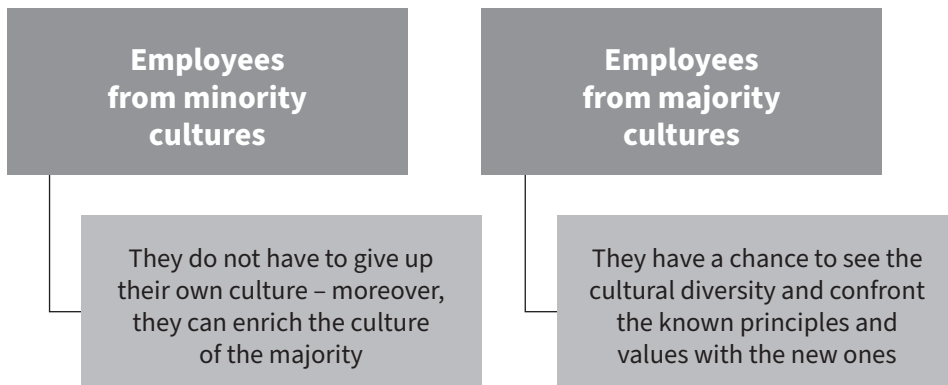 Employees
from minority
cultures
They do not have to give up
their own culture – moreover,
they can enrich the culture
of the majority
Employees
from majority
cultures
They have a chance to see the
cultural diversity and confront
the known principles and
values with the new ones